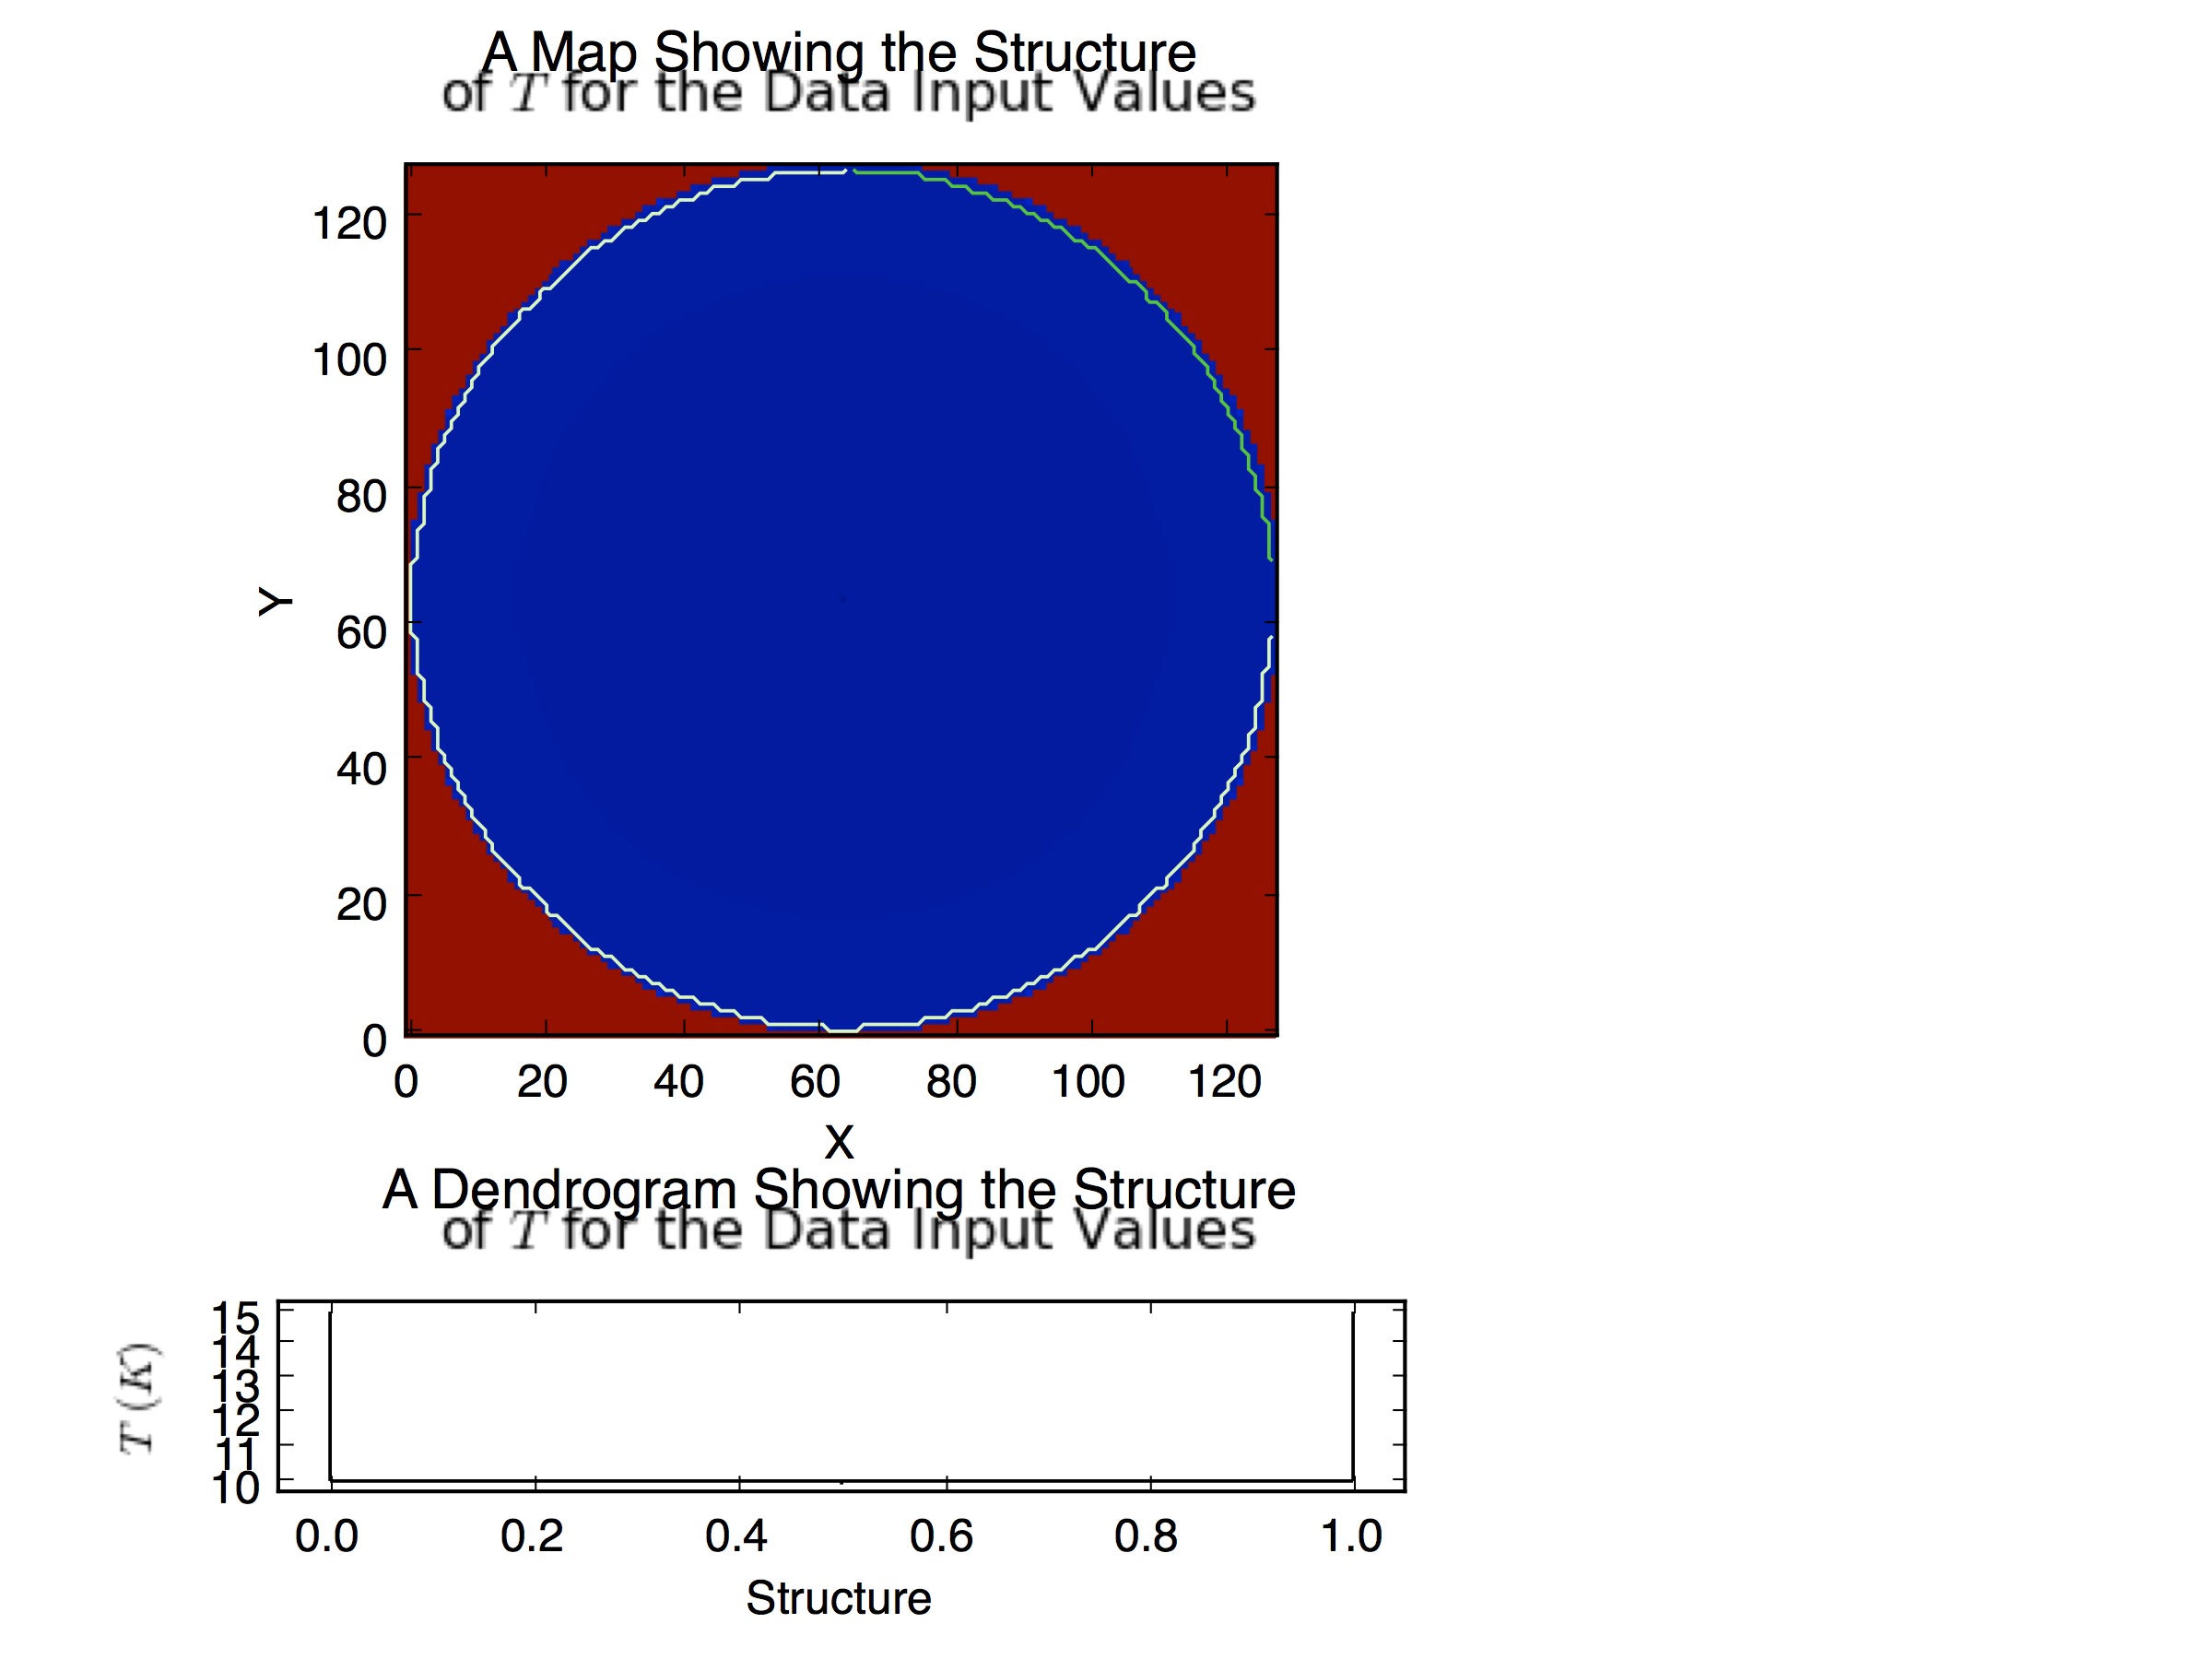 A Map Showing the Structure
of T for the Data Input Values
120
100
80
60
40
20
0
Y
0 20 40 60 80 100 120
X
A Dendrogram Showing the Structure
of T for the Data Input Values
15
14
13
12
11
10
T (K)
0.0 0.2 0.4 0.6 0.8 1.0
Structure